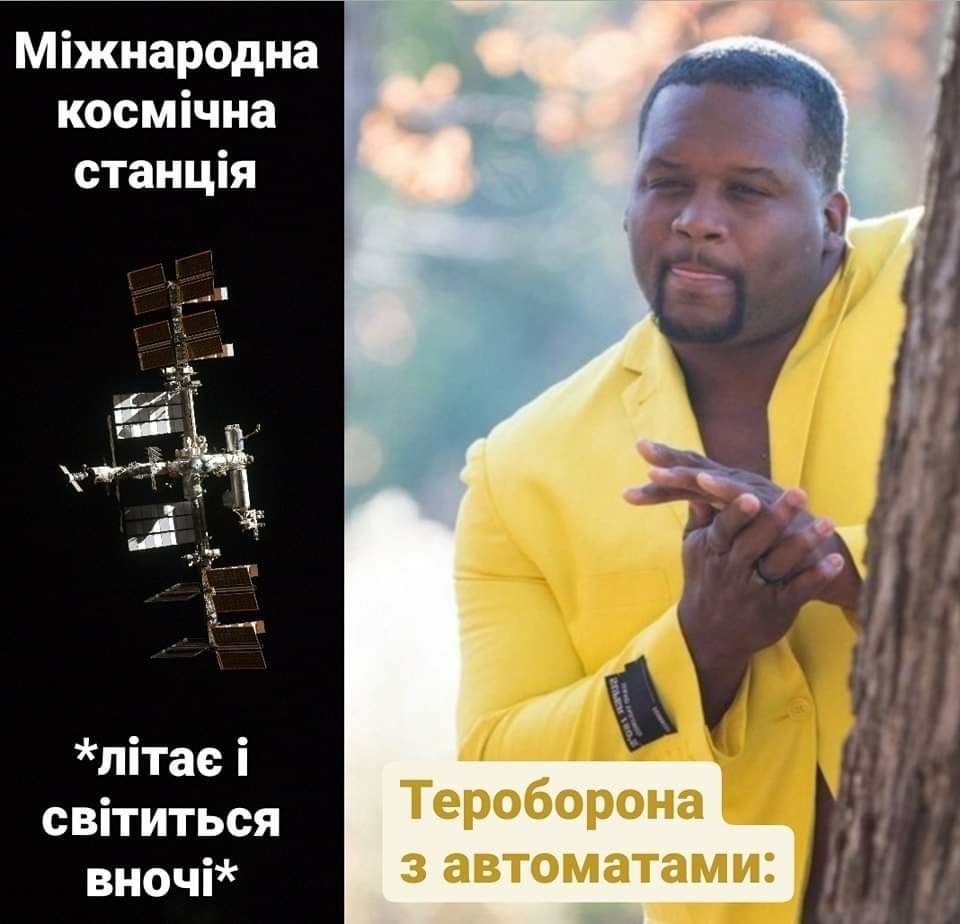 Міжнародна
космічна
станція
*літає і
світиться
вночі*
Тероборона
з автоматами: